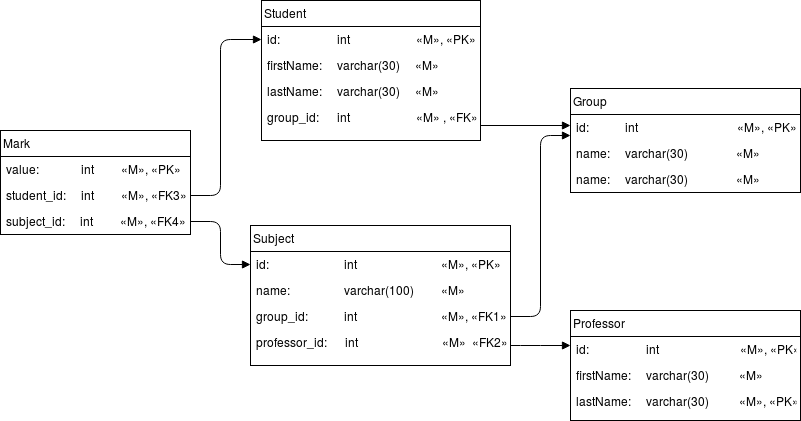 Student
id: int «M», «PK»
firstName: varchar(30) «M»
lastName: varchar(30) «M»
group_id: int «M» , «FK»
Group
id: int «M», «PK»
name: varchar(30) «M»
name: varchar(30) «M»
Mark
value: int «M», «PK»
student_id: int «M», «FK3»
subject_id: int «M», «FK4»
Subject
id: int «M», «PK»
name: varchar(100) «M»
group_id: int «M», «FK1»
professor_id: int «M» «FK2»
Professor
id: int «M», «PK»
firstName: varchar(30) «M»
lastName: varchar(30) «M», «PK»